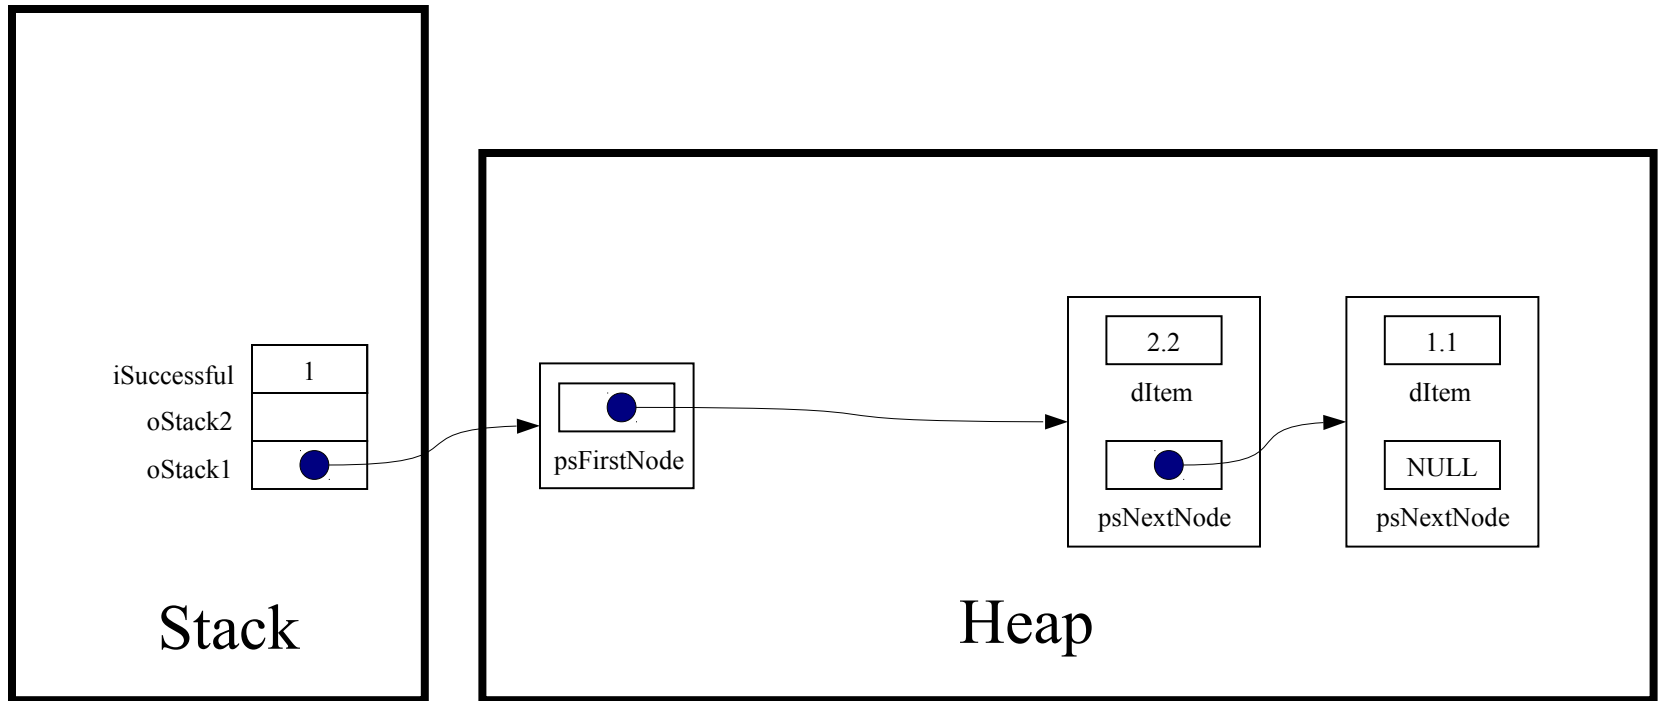 iSuccessful 1
oStack2
oStack1
Stack
psFirstNode
2.2
dItem
psNextNode
1.1
dItem
NULL
psNextNode
Heap